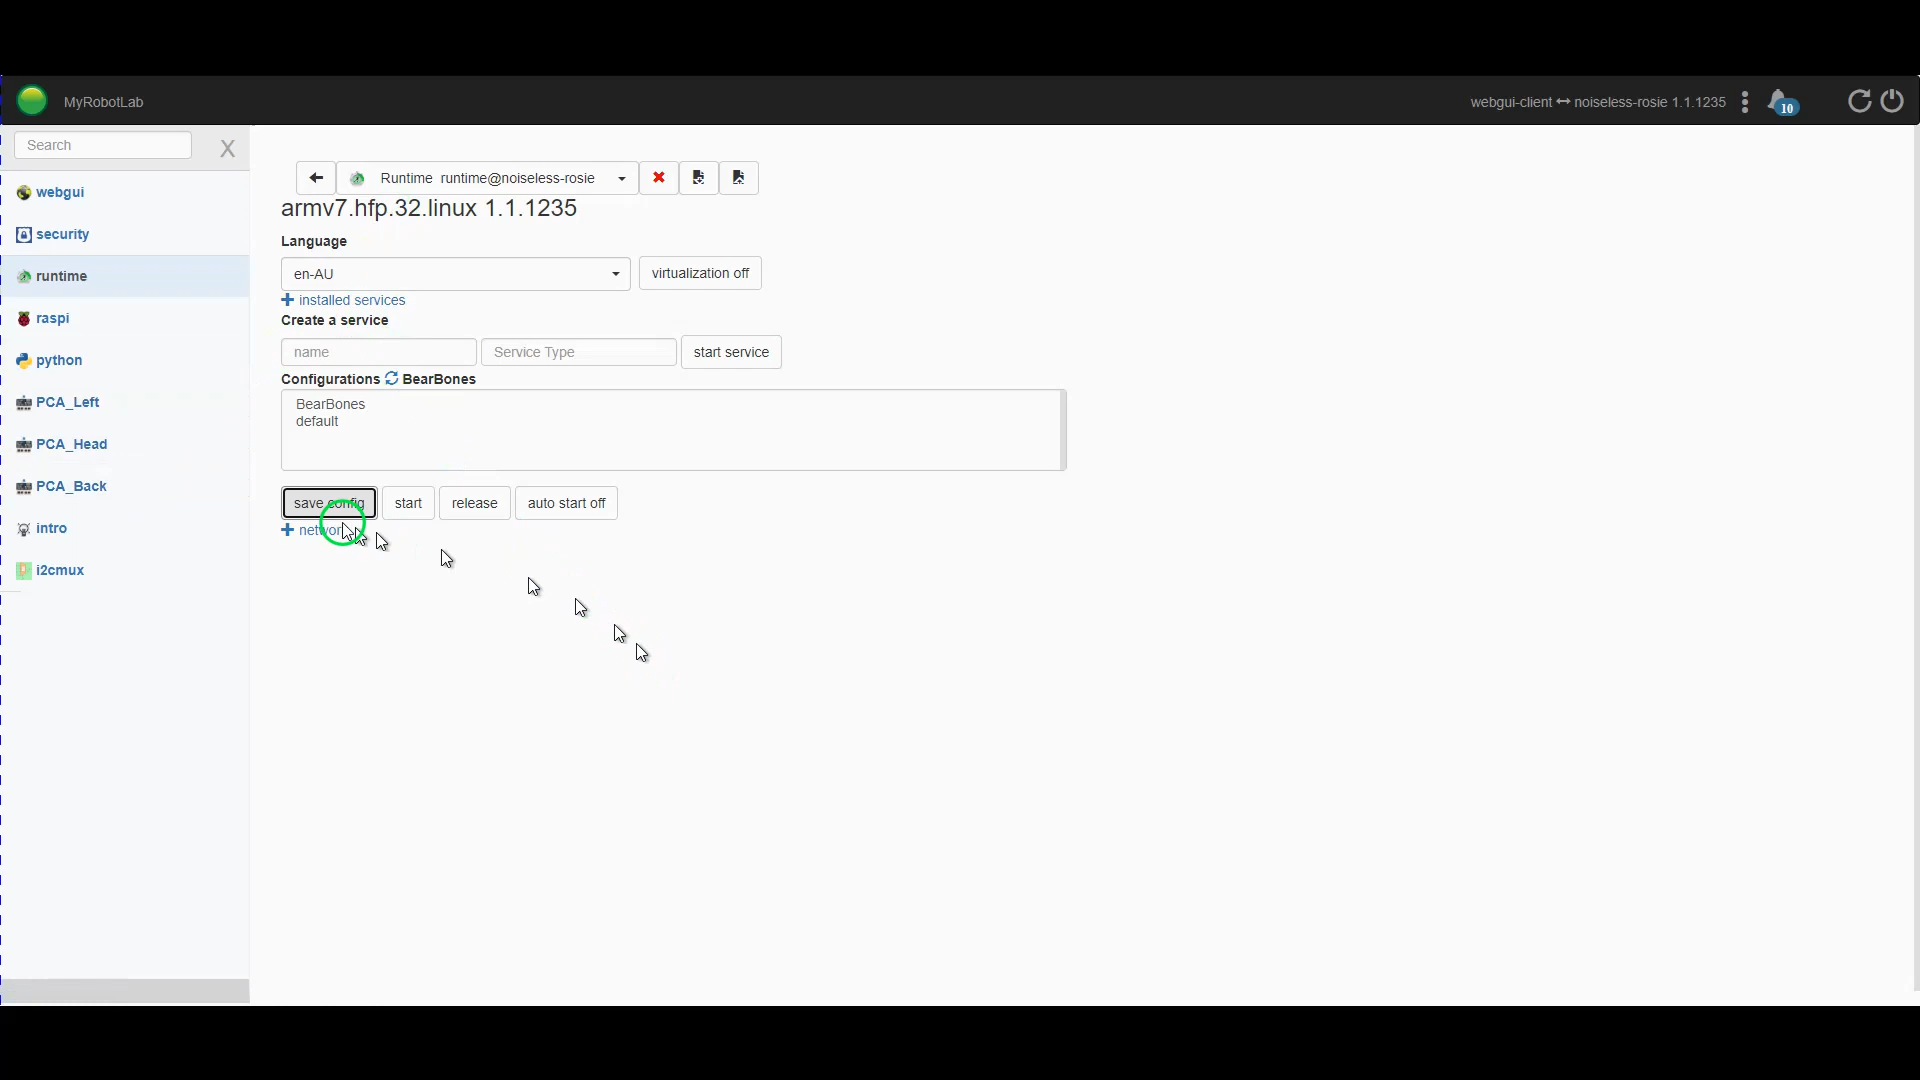 MyRobotLab
webgui-client ⇔ noiseless-rosie 1.1.1235
10
Search
X
webgui
security
runtime
raspi
python
PCA_Left
PCA_Head
PCA_Back
intro
i2cmux
Runtime runtime@noiseless-rosie
armv7.hfp.32.linux 1.1.1235
Language
en-AU
virtualization off
installed services
Create a service
name
Service Type
start service
Configurations BearBones
BearBones
default
save config
start
release
auto start off
network